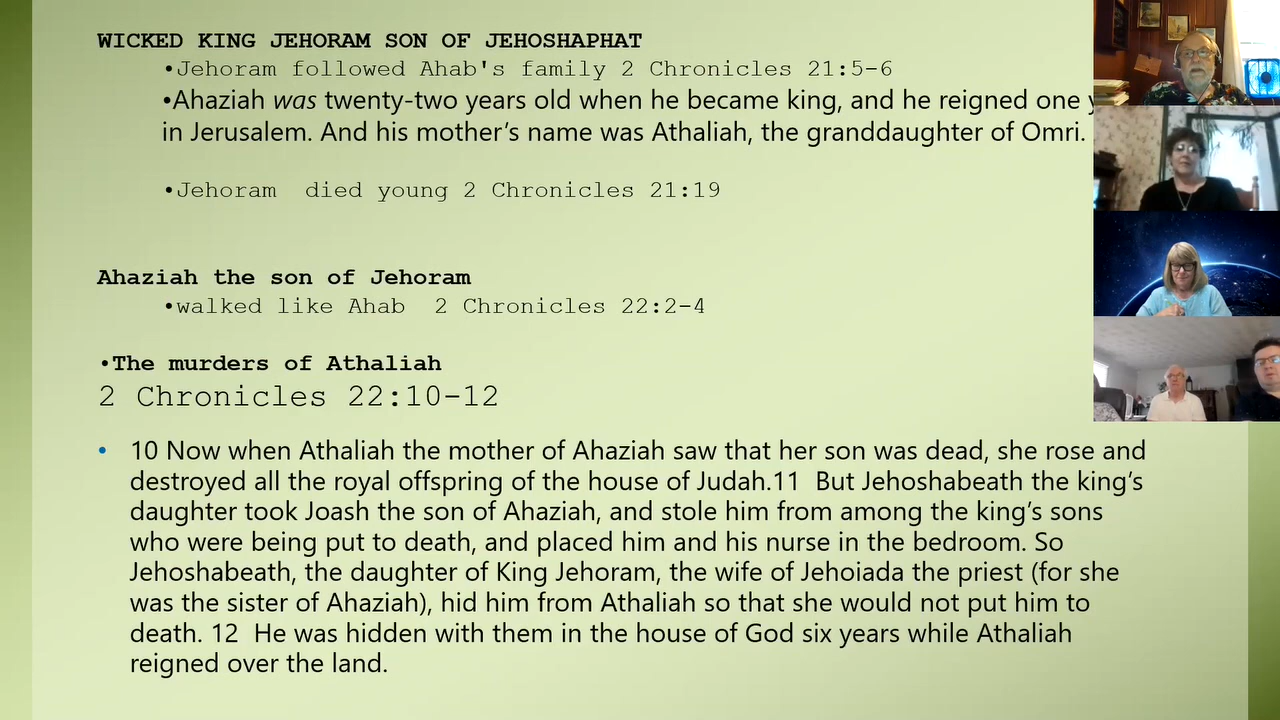 WICKED KING JEHORAM SON OF JEHOSHAPHAT
•Jehoram followed Ahab's family 2 Chronicles 21:5-6
•Ahaziah was twenty-two years old when he became king, and he reigned one
in Jerusalem. And his mother’s name was Athaliah, the granddaughter of Omri.
•Jehoram died young 2 Chronicles 21:19
Ahaziah the son of Jehoram
•walked like Ahab 2 Chronicles 22:2-4
•The murders of Athaliah
2 Chronicles 22:10-12
• 10 Now when Athaliah the mother of Ahaziah saw that her son was dead, she rose and
destroyed all the royal offspring of the house of Judah.11 But Jehoshabeath the king’s
daughter took Joash the son of Ahaziah, and stole him from among the king’s sons
who were being put to death, and placed him and his nurse in the bedroom. So
Jehoshabeath, the daughter of King Jehoram, the wife of Jehoiada the priest (for she
was the sister of Ahaziah), hid him from Athaliah so that she would not put him to
death. 12 He was hidden with them in the house of God six years while Athaliah
reigned over the land.